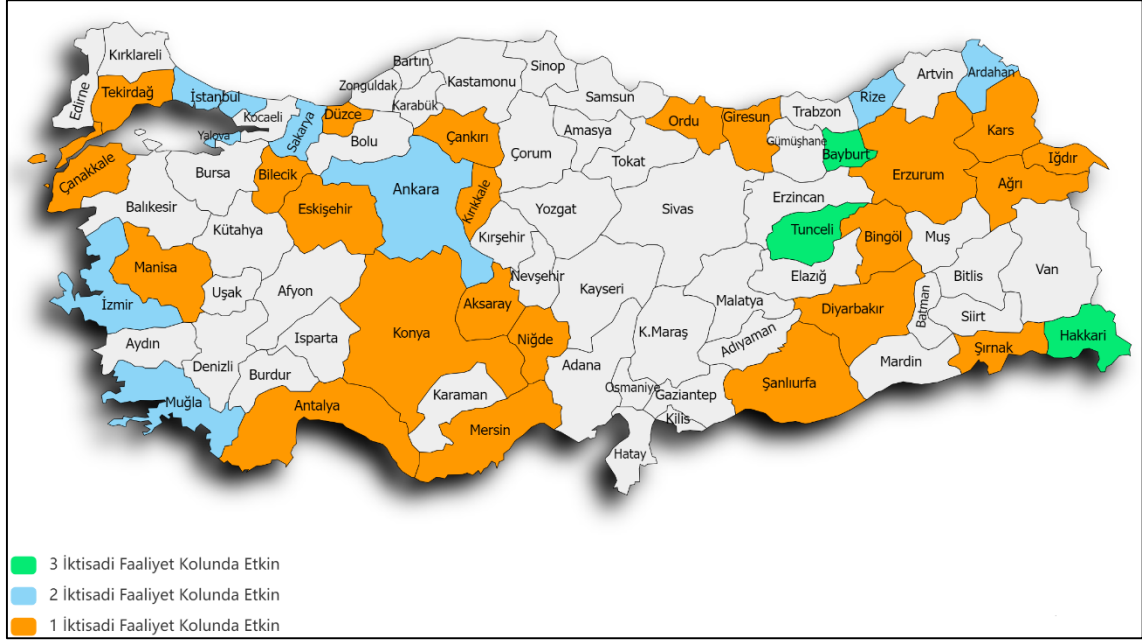 Kırklareli
Edirne
Tekirdağ
İstanbul
Kocaeli
Yalova
Sakarya
Düzce
Zonguldak
Bartın
Karabük
Kastamonu
Sinop
Samsun
Bolu
Çankırı
Çorum
Amasya
Tokat
Ordu
Giresun
Trabzon
Gümüşhane
Bayburt
Rize
Artvin
Ardahan
Kars
Iğdır
Erzurum
Ağrı
Çanakkale
Balıkesir
Bursa
Bilecik
Eskişehir
Kütahya
Ankara
Kırıkkale
Kırşehir
Yozgat
Sivas
Erzincan
Tunceli
Bingöl
Muş
Bitlis
Van
Manisa
İzmir
Uşak
Afyon
Konya
Aksaray
Nevşehir
Niğde
Kayseri
Malatya
Elazığ
Diyarbakır
Batman
Siirt
Şırnak
Hakkari
Aydın
Denizli
Isparta
Burdur
Muğla
Antalya
Karaman
Mersin
Adana
K.Maraş
Osmaniye
Adıyaman
Gaziantep
Kilis
Hatay
Şanlıurfa
Mardin
3 İktisadi Faaliyet Kolunda Etkin
2 İktisadi Faaliyet Kolunda Etkin
1 İktisadi Faaliyet Kolunda Etkin